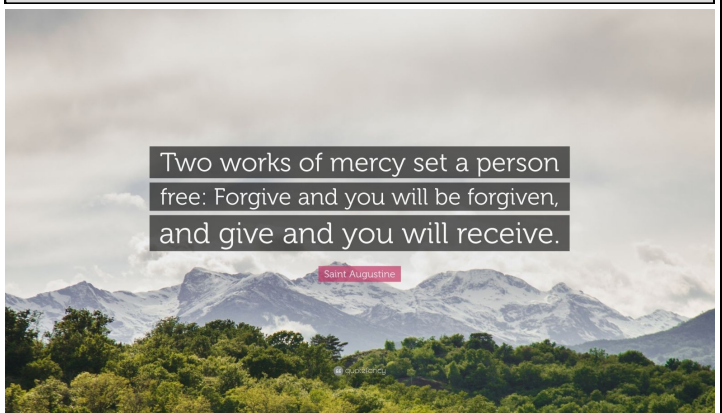 Two works of mercy set a person
free: Forgive and you will be forgiven,
and give and you will receive.
Saint Augustine
quotefancy